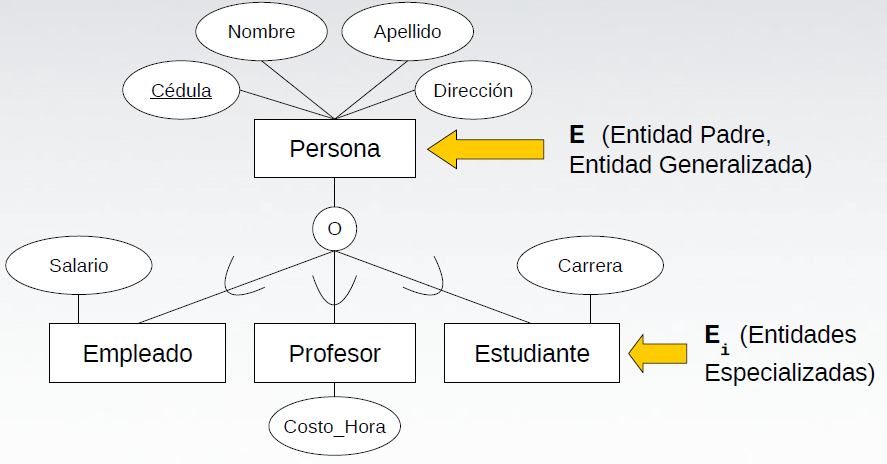 Nombre
Apellido
Cédula
Dirección
Persona
E (Entidad Padre,
Entidad Generalizada)
O
Salario
Carrera
Empleado
Profesor
Estudiante
Ei (Entidades
Especializadas)
Costo_Hora